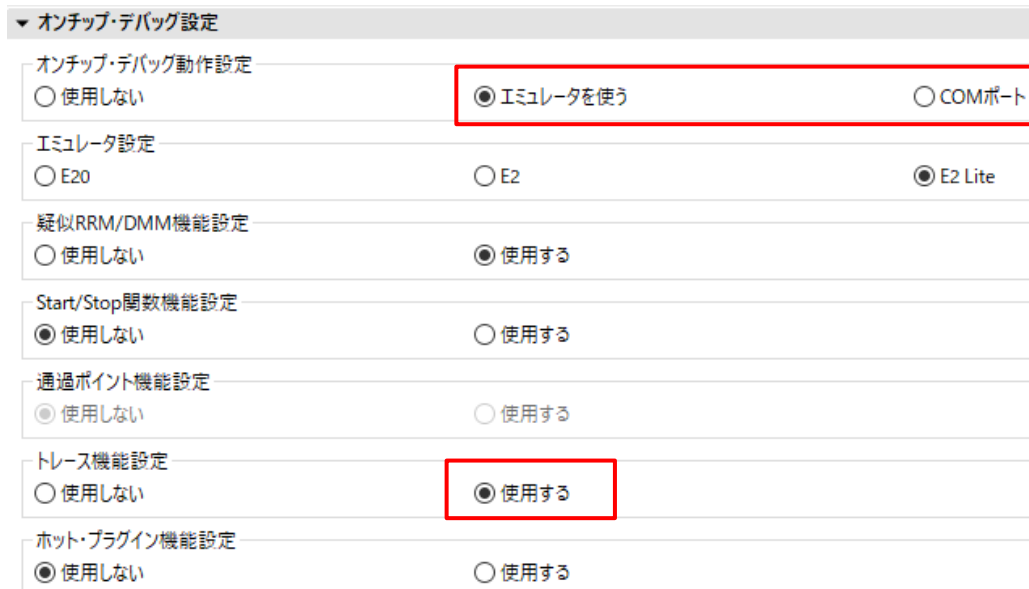 オンチップ・デバッグ設定
オンチップ・デバッグ動作設定
使用しない エミュレータを使う COMポート
エミュレータ設定
E20 E2 E2 Lite
疑似RRM/DMM機能設定
使用しない 使用する
Start/Stop関数機能設定
使用しない 使用する
通過ポイント機能設定
使用しない 使用する
トレース機能設定
使用しない 使用する
ホット・プラグイン機能設定
使用しない 使用する